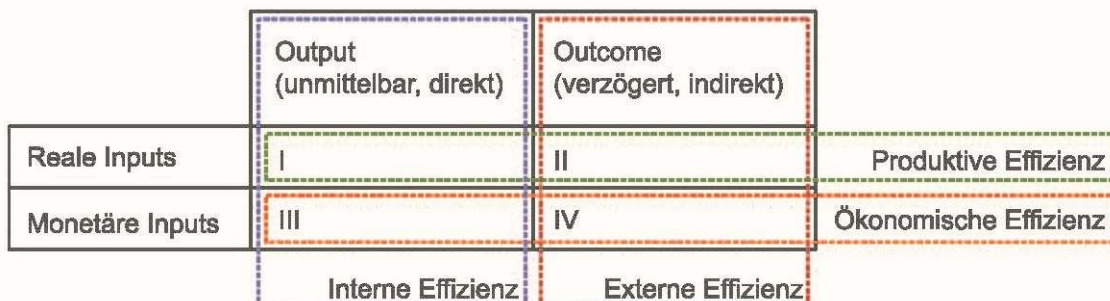 Output
(unmittelbar, direkt)
Outcome
(verzögert, indirekt)
Reale Inputs
I
II
Produktive Effizienz
Monetäre Inputs
III
IV
Ökonomische Effizienz
Interne Effizienz
Externe Effizienz